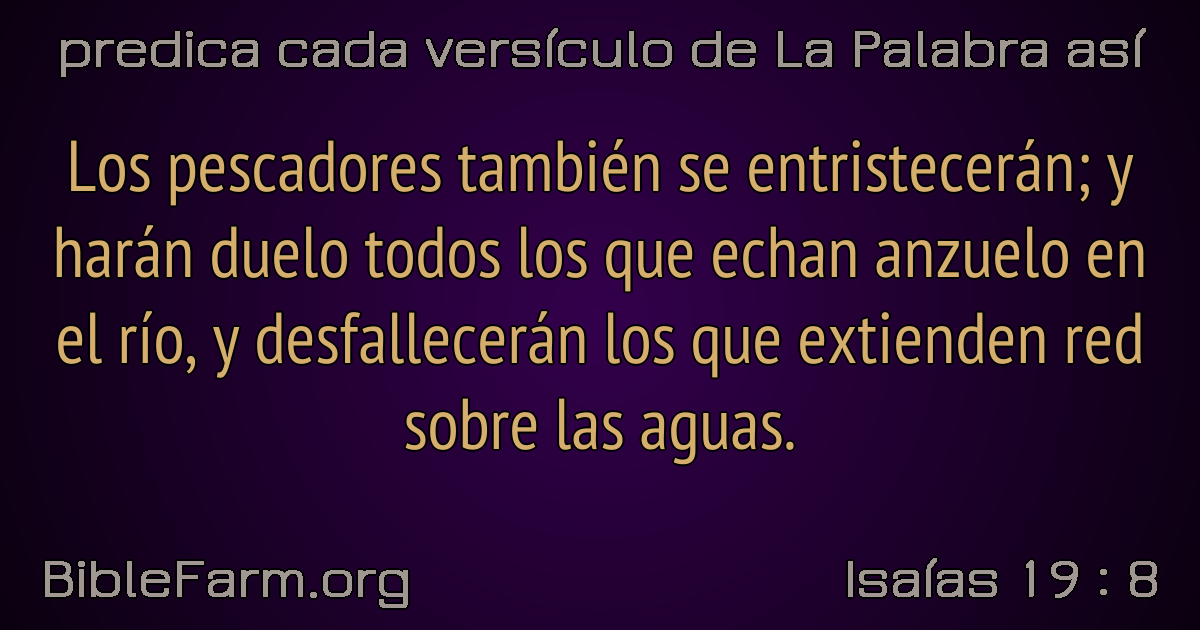 predica cada versículo de La Palabra así
Los pescadores también se entristecerán; y
harán duelo todos los que echan anzuelo en
el río, y desfallecerán los que extienden red
sobre las aguas.
BibleFarm.org
Isaías 19 : 8